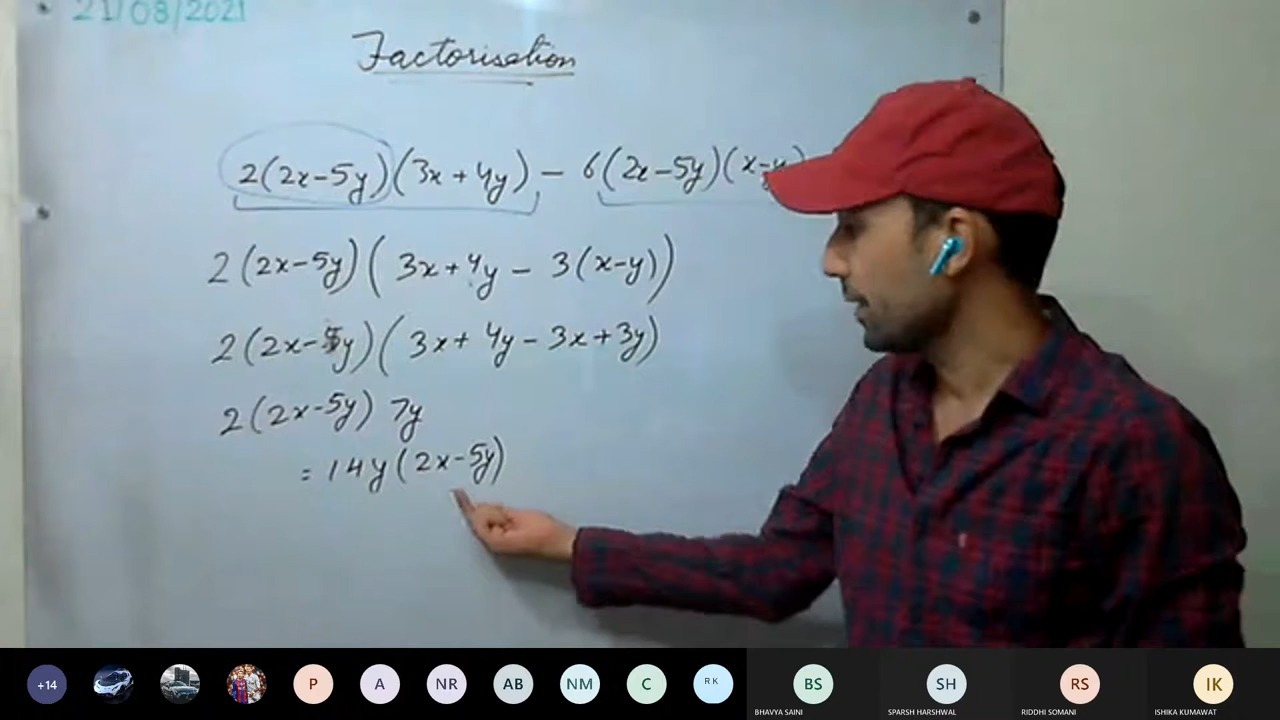 21/08/2021
Factorisation
2(2x-5y)(3x+4y) - 6(2x-5y)(x-y)
2(2x-5y)(3x+4y - 3(x-y))
2(2x-5y)(3x+4y-3x+3y)
2(2x-5y) 7y
= 14y(2x-5y)
+14 P A NR AB NM C RK BS SH RS IK
BHAVYA SAINI SPARSH HARSHWAL RIDDHI SOMANI ISHIKA KUMAWAT